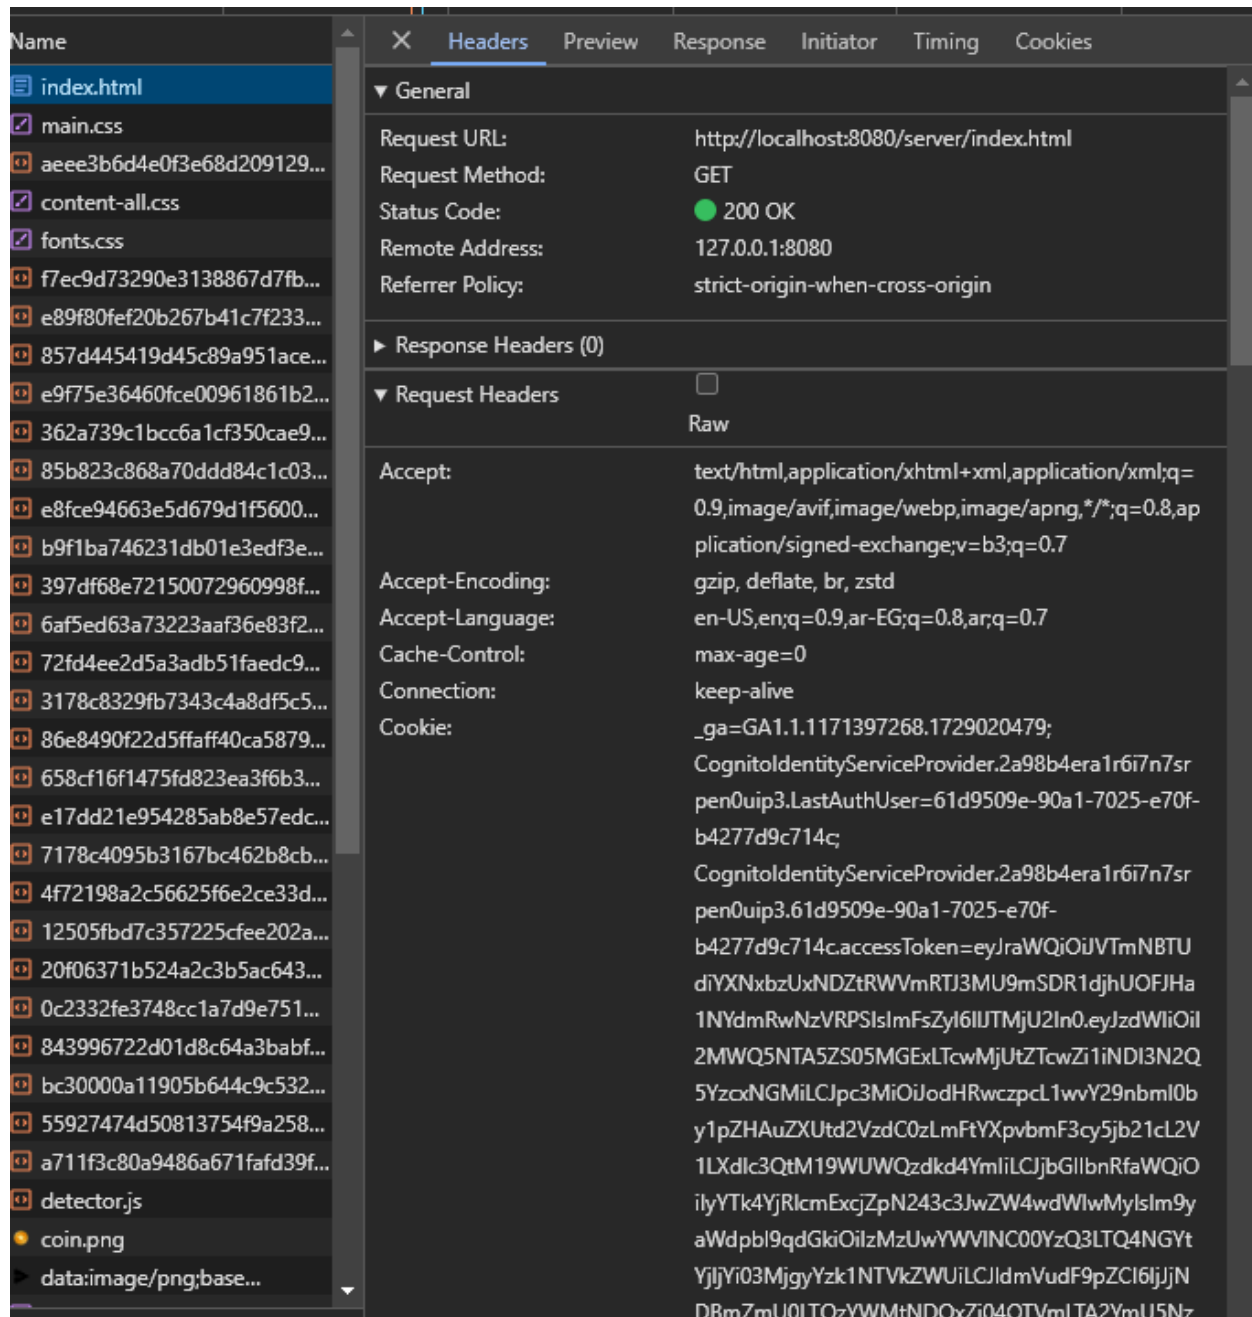 Name
index.html
main.css
aeee3b6d4e0f3e68d209129...
content-all.css
fonts.css
f7ec9d73290e3138867d7fb...
e89f80fef20b267b41c7f233...
857d445419d45c89a951ace...
e9f75e36460fce00961861b2...
362a739c1bcc6a1cf350cae9...
85b823c868a70ddd84c1c03...
e8fce94663e5d679d1f5600...
b9f1ba746231db01e3edf3e...
397df68e72150072960998f...
6af5ed63a73223aaf36e83f2...
72fd4ee2d5a3adb51faedc9...
3178c8329fb7343c4a8df5c5...
86e8490f22d5ffaff40ca5879...
658cf16f1475fd823ea3f6b3...
e17dd21e954285ab8e57edc...
7178c4095b3167bc462b8cb...
4f72198a2c56625f6e2ce33d...
12505fbd7c357225cfee202a...
20f06371b524a2c3b5ac643...
0c2332fe3748cc1a7d9e751...
843996722d01d8c64a3babf...
bc30000a11905b644c9c532...
55927474d50813754f9a258...
a711f3c80a9486a671fafd39f...
detector.js
coin.png
data:image/png;base...
Headers Preview Response Initiator Timing Cookies
General
Request URL: http://localhost:8080/server/index.html
Request Method: GET
Status Code: 200 OK
Remote Address: 127.0.0.1:8080
Referrer Policy: strict-origin-when-cross-origin
Response Headers (0)
Request Headers
Raw
Accept: text/html,application/xhtml+xml,application/xml;q=
0.9,image/avif,image/webp,image/apng,*/*;q=0.8,ap
plication/signed-exchange;v=b3;q=0.7
Accept-Encoding: gzip, deflate, br, zstd
Accept-Language: en-US,en;q=0.9,ar-EG;q=0.8,ar;q=0.7
Cache-Control: max-age=0
Connection: keep-alive
Cookie: _ga=GA1.1.1171397268.1729020479;
CognitoIdentityServiceProvider.2a98b4era1r6i7n7sr
pen0uip3.LastAuthUser=61d9509e-90a1-7025-e70f-
b4277d9c714c;
CognitoIdentityServiceProvider.2a98b4era1r6i7n7sr
pen0uip3.61d9509e-90a1-7025-e70f-
b4277d9c714c.accessToken=eyJraWQiOiJVTmNBTU
diYXNxbzUxNDZtRWVmRTJ3MU9mSDR1djhUOFJHa
1NYdmRwNzVRPSIsImFsZyI6IlJTMjU2In0.eyJzdWIiOiI
2MWQ5NTA5ZS05MGExLTcwMjUtZTcwZi1iNDI3N2Q
5YzcxNGMiLCJpc3MiOiJodHRwczpcL1wvY29nbml0b
y1pZHAuZXUtd2VzdC0zLmFtYXpvbmF3cy5jb21cL2V
1LXdlc3QtM19WUWQzdkd4YmIiLCJjbGllbnRfaWQiO
iIyYTk4YjRlcmExcjZpN243c3JwZW4wdWlwMyIsIm9y
aWdpbl9qdGkiOiIzMzUwYWVlNC00YzQ3LTQ4NGYt
YjljYi03MjgyYzk1NTVkZWUiLCJldmVudF9pZCI6IjJjN
DBmZmU0LTQzYWMtNDQxZi04OTVmLTA2YmU5Nz